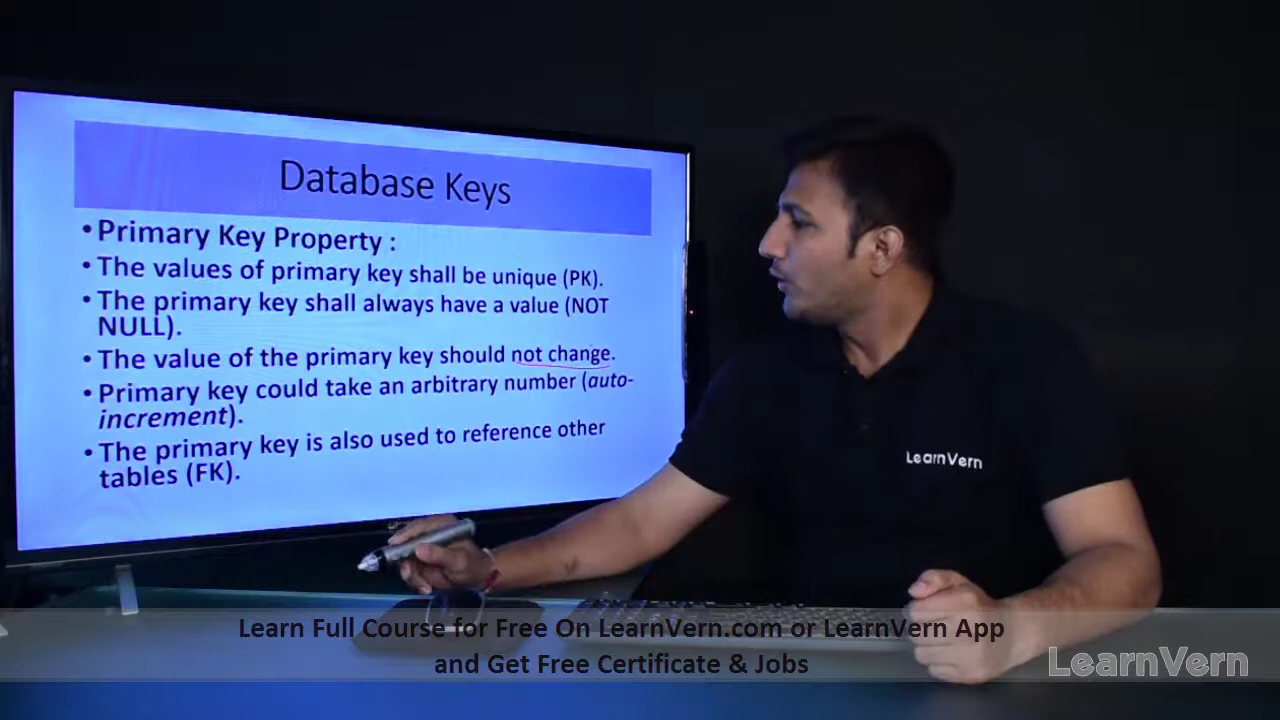 Database Keys
• Primary Key Property :
• The values of primary key shall be unique (PK).
• The primary key shall always have a value (NOT
NULL).
• The value of the primary key should not change.
• Primary key could take an arbitrary number (auto-
increment).
• The primary key is also used to reference other
tables (FK).
LearnVern
Learn Full Course for Free On LearnVern.com or LearnVern App
and Get Free Certificate & Jobs
LearnVern